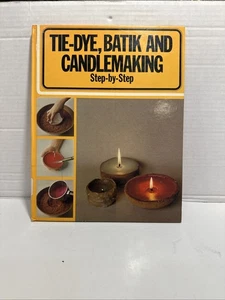 TIE-DYE, BATIK AND
CANDLEMAKING
Step-by-Step